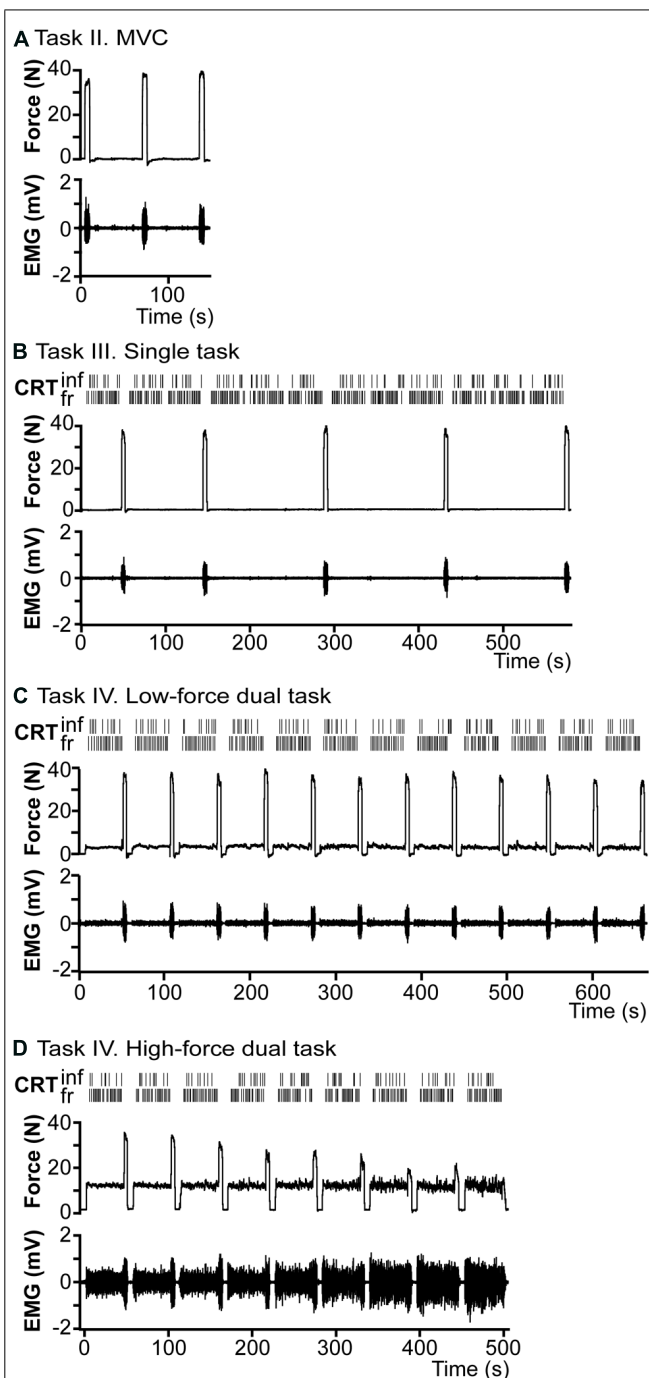 A Task II. MVC
Force (N)
40
20
0
EMG (mV)
2
0
-2
0 100
Time (s)
B Task III. Single task
CRT inf
fr
Force (N)
40
20
0
EMG (mV)
2
0
-2
0 100 200 300 400 500
Time (s)
C Task IV. Low-force dual task
CRT inf
fr
Force (N)
40
20
0
EMG (mV)
2
0
-2
0 100 200 300 400 500 600
Time (s)
D Task IV. High-force dual task
CRT inf
fr
Force (N)
40
20
0
EMG (mV)
2
0
-2
0 100 200 300 400 500
Time (s)